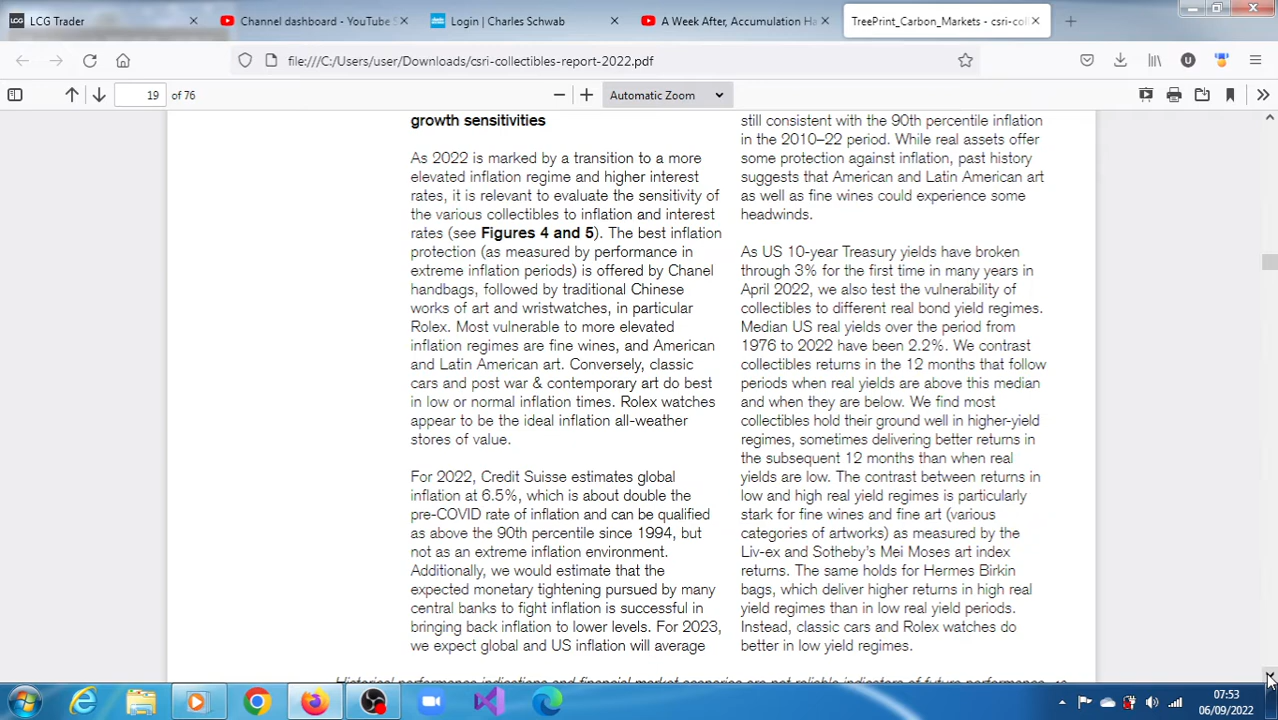 LCG Trader
Channel dashboard - YouTube S
Login | Charles Schwab
A Week After, Accumulation Ha
TreePrint_Carbon_Markets - csri-coll
file:///C:/Users/user/Downloads/csri-collectibles-report-2022.pdf
19 of 76
Automatic Zoom
growth sensitivities
As 2022 is marked by a transition to a more
elevated inflation regime and higher interest
rates, it is relevant to evaluate the sensitivity of
the various collectibles to inflation and interest
rates (see Figures 4 and 5). The best inflation
protection (as measured by performance in
extreme inflation periods) is offered by Chanel
handbags, followed by traditional Chinese
works of art and wristwatches, in particular
Rolex. Most vulnerable to more elevated
inflation regimes are fine wines, and American
and Latin American art. Conversely, classic
cars and post war & contemporary art do best
in low or normal inflation times. Rolex watches
appear to be the ideal inflation all-weather
stores of value.
For 2022, Credit Suisse estimates global
inflation at 6.5%, which is about double the
pre-COVID rate of inflation and can be qualified
as above the 90th percentile since 1994, but
not as an extreme inflation environment.
Additionally, we would estimate that the
expected monetary tightening pursued by many
central banks to fight inflation is successful in
bringing back inflation to lower levels. For 2023,
we expect global and US inflation will average
still consistent with the 90th percentile inflation
in the 2010–22 period. While real assets offer
some protection against inflation, past history
suggests that American and Latin American art
as well as fine wines could experience some
headwinds.
As US 10-year Treasury yields have broken
through 3% for the first time in many years in
April 2022, we also test the vulnerability of
collectibles to different real bond yield regimes.
Median US real yields over the period from
1976 to 2022 have been 2.2%. We contrast
collectibles returns in the 12 months that follow
periods when real yields are above this median
and when they are below. We find most
collectibles hold their ground well in higher-yield
regimes, sometimes delivering better returns in
the subsequent 12 months than when real
yields are low. The contrast between returns in
low and high real yield regimes is particularly
stark for fine wines and fine art (various
categories of artworks) as measured by the
Liv-ex and Sotheby's Mei Moses art index
returns. The same holds for Hermes Birkin
bags, which deliver higher returns in high real
yield regimes than in low real yield periods.
Instead, classic cars and Rolex watches do
better in low yield regimes.
Historical performance indications and financial market scenarios are not reliable indicators of future performance.
07:53
06/09/2022